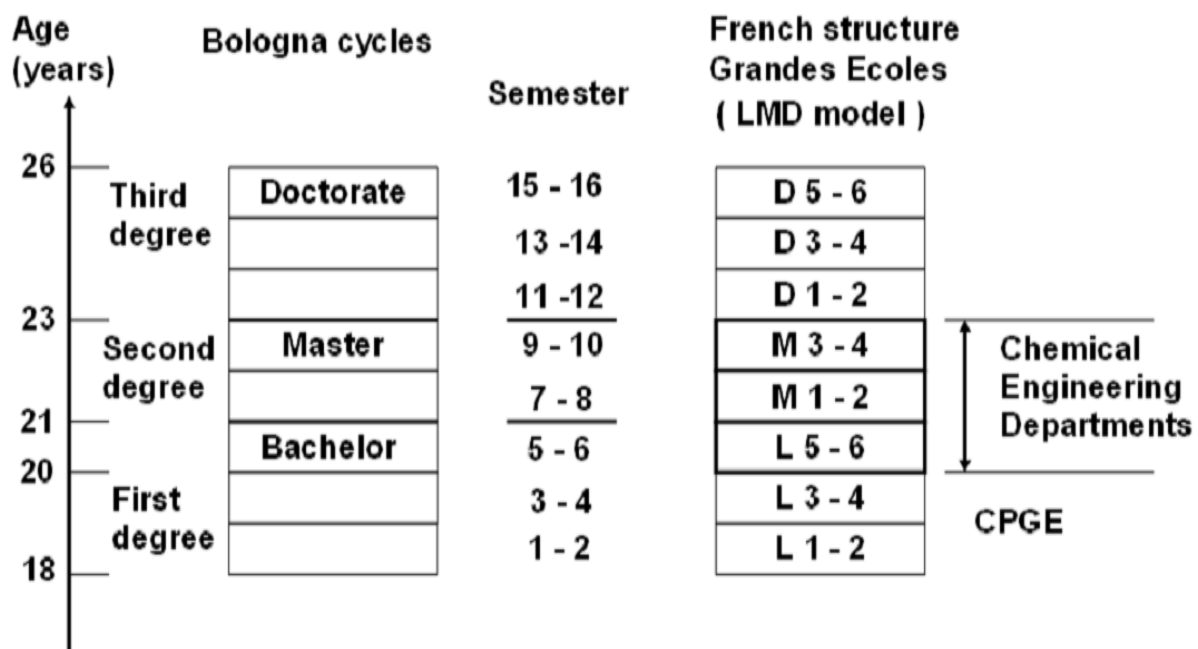 Age
(years)
Bologna cycles
Semester
French structure
Grandes Ecoles
( LMD model )
26
Third
degree
Doctorate
15 - 16
D 5 - 6
13 -14
D 3 - 4
11 -12
D 1 - 2
23
Second
degree
Master
9 - 10
M 3 - 4
Chemical
Engineering
Departments
7 - 8
M 1 - 2
21
Bachelor
5 - 6
L 5 - 6
20
First
degree
3 - 4
L 3 - 4
CPGE
1 - 2
L 1 - 2
18